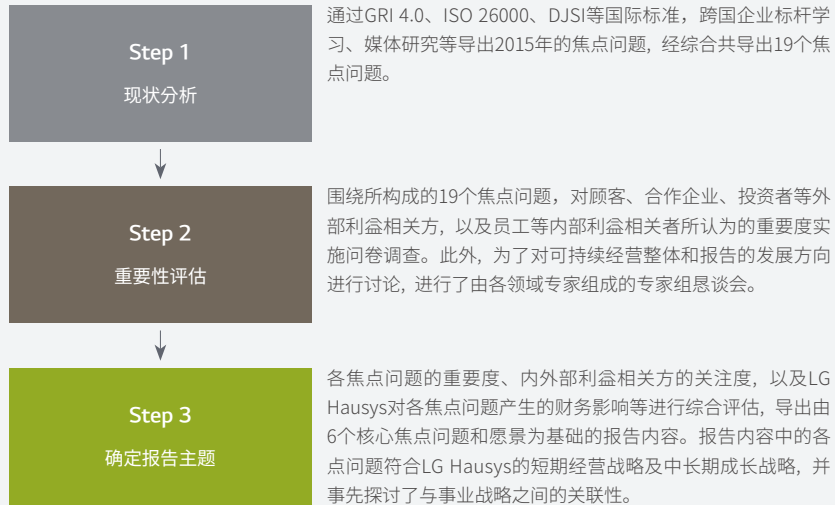 Step 1
现状分析
通过GRI 4.0、ISO 26000、DJSI等国际标准，跨国企业标杆学
习、媒体研究等导出2015年的焦点问题, 经综合共导出19个焦
点问题。
Step 2
重要性评估
围绕所构成的19个焦点问题，对顾客、合作企业、投资者等外
部利益相关方, 以及员工等内部利益相关者所认为的重要度实
施问卷调查。此外, 为了对可持续经营整体和报告的发展方向
进行讨论, 进行了由各领域专家组成的专家组恳谈会。
Step 3
确定报告主题
各焦点问题的重要度、内外部利益相关方的关注度，以及LG
Hausys对各焦点问题产生的财务影响等进行综合评估, 导出由
6个核心焦点问题和愿景为基础的报告内容。报告内容中的各
点问题符合LG Hausys的短期经营战略及中长期成长战略, 并
事先探讨了与事业战略之间的关联性。